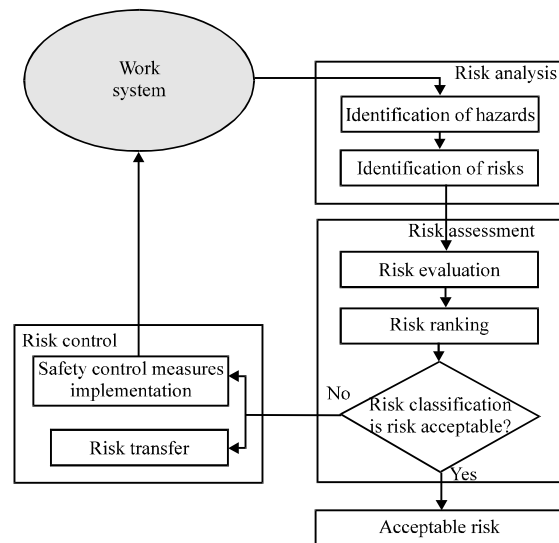 Work
system
Risk analysis
Identification of hazards
Identification of risks
Risk assessment
Risk evaluation
Risk ranking
Risk control
Safety control measures
implementation
No
Risk classification
is risk acceptable?
Risk transfer
Yes
Acceptable risk